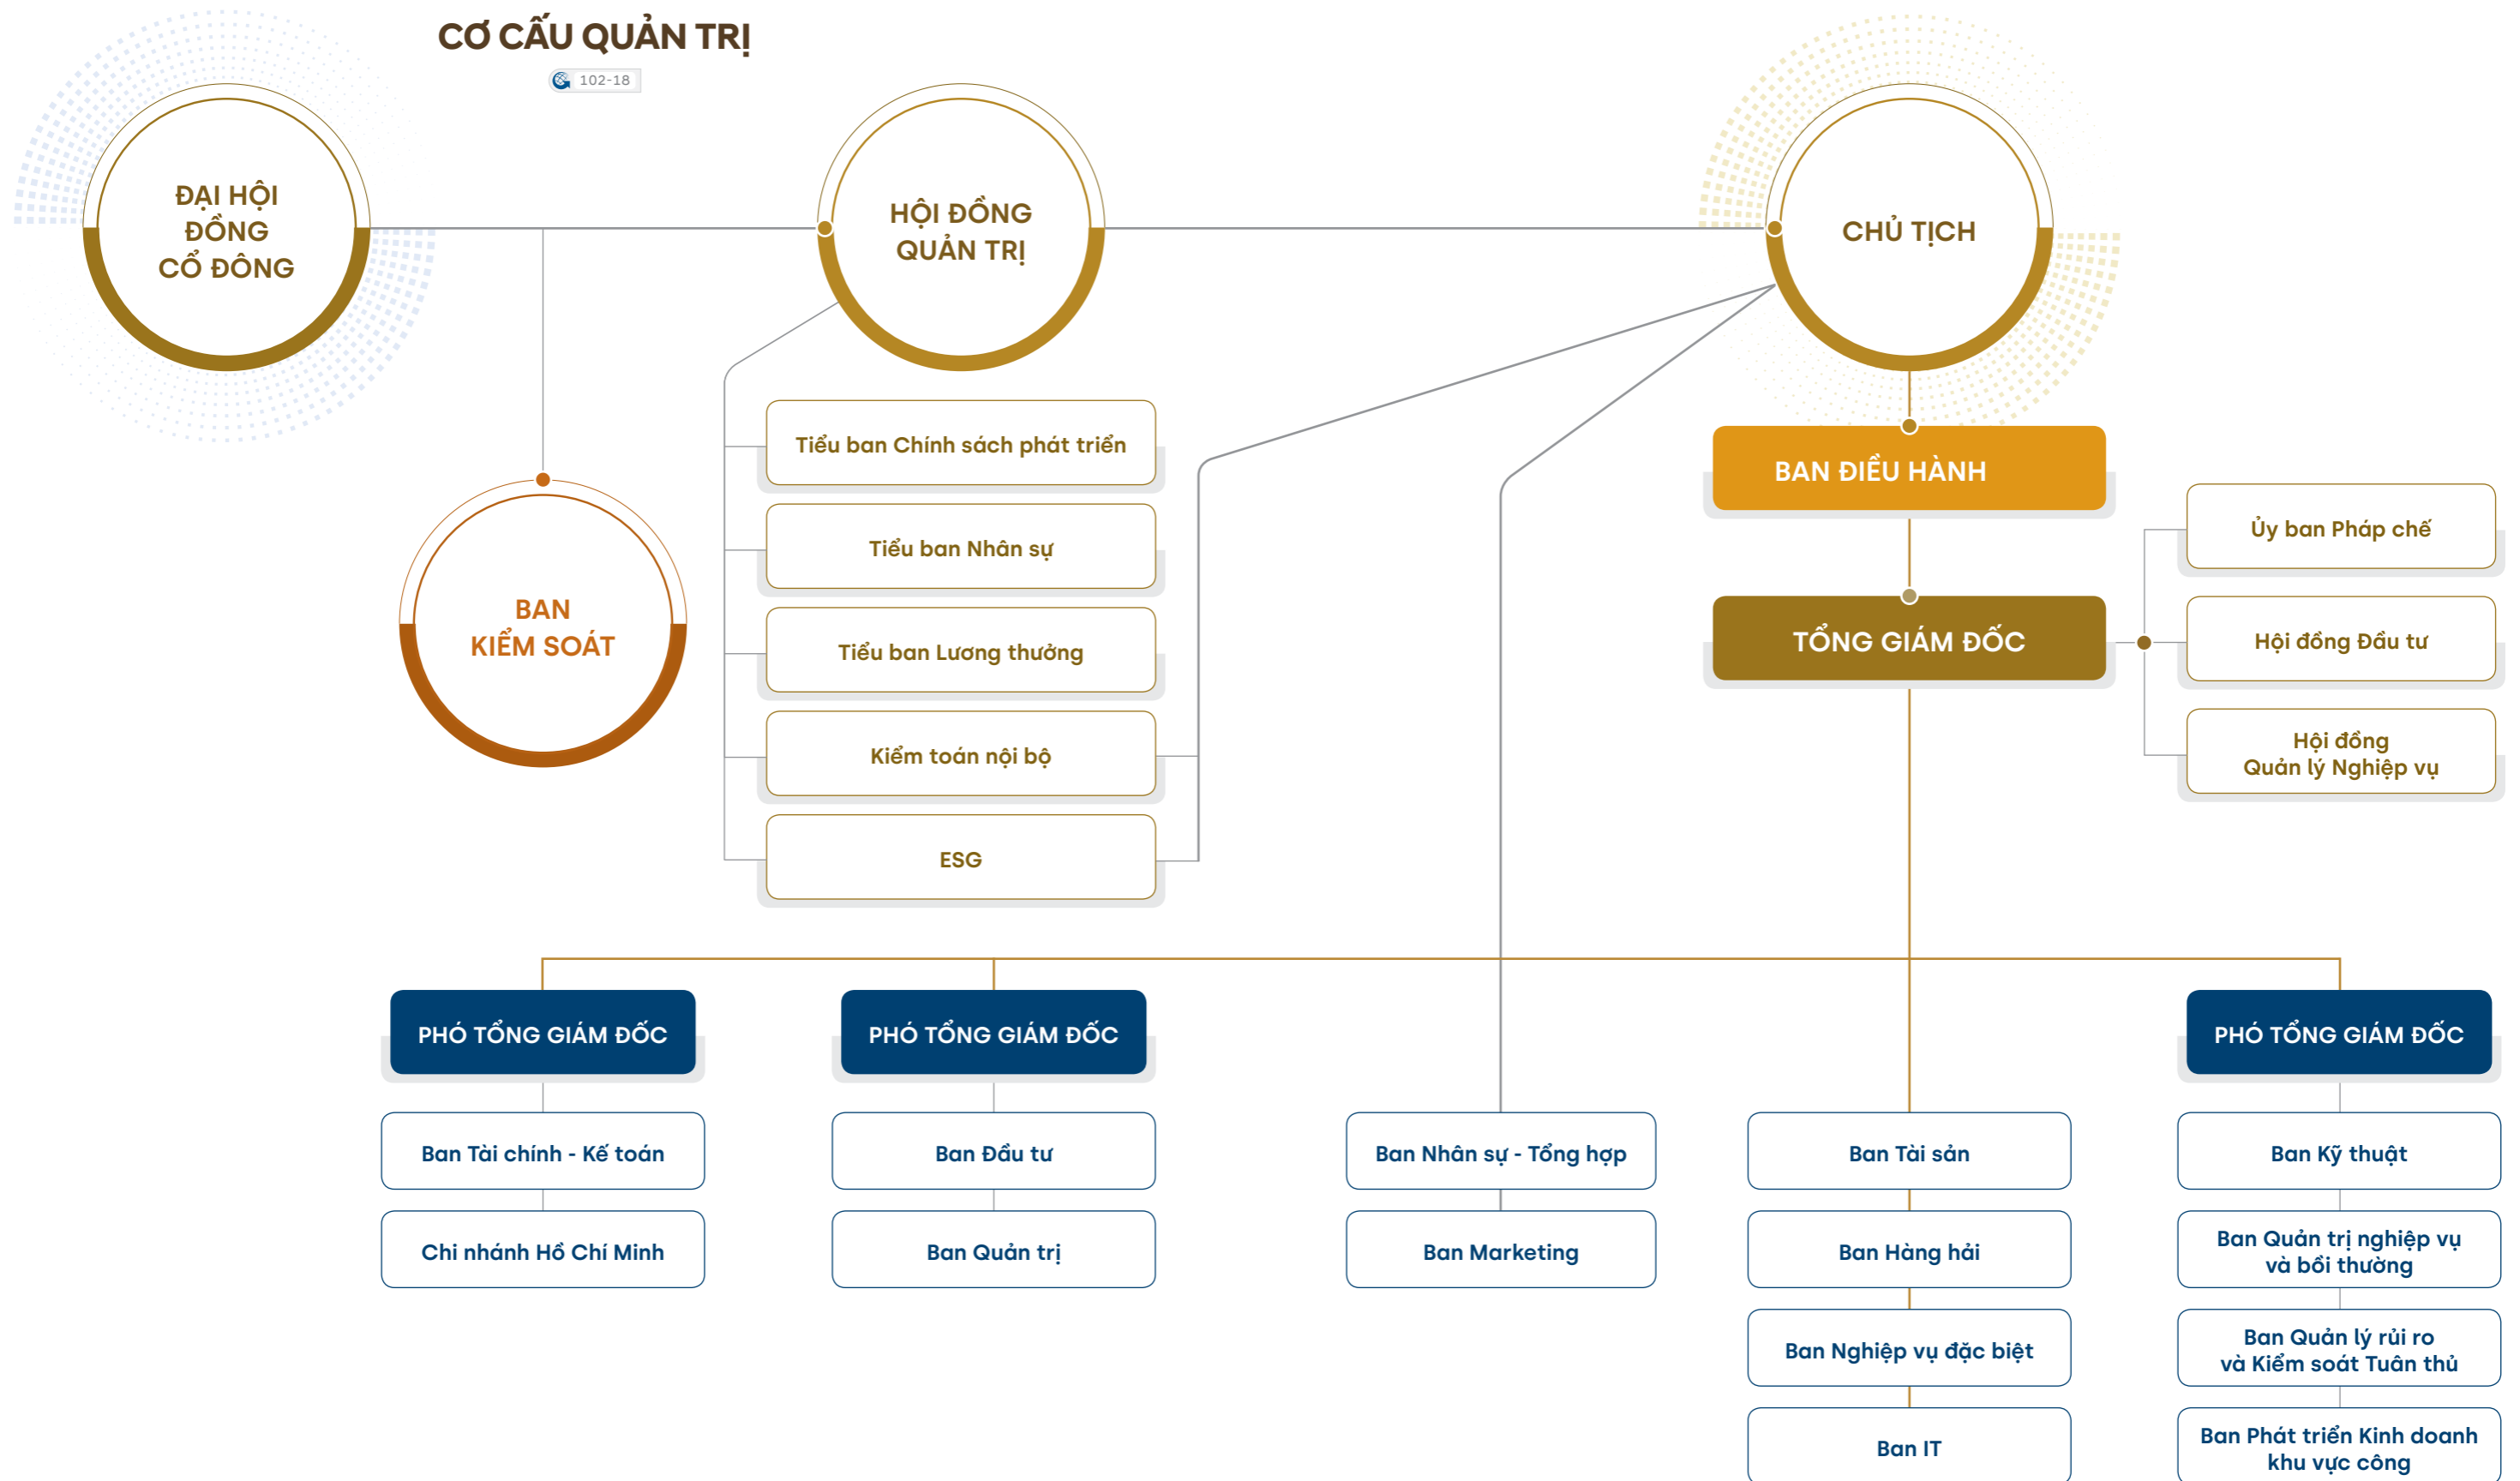 CƠ CẤU QUẢN TRỊ
102-18
ĐẠI HỘI
ĐỒNG
CỔ ĐÔNG
HỘI ĐỒNG
QUẢN TRỊ
CHỦ TỊCH
BAN
KIỂM SOÁT
Tiểu ban Chính sách phát triển
Tiểu ban Nhân sự
Tiểu ban Lương thưởng
Kiểm toán nội bộ
ESG
BAN ĐIỀU HÀNH
TỔNG GIÁM ĐỐC
Ủy ban Pháp chế
Hội đồng Đầu tư
Hội đồng
Quản lý Nghiệp vụ
PHÓ TỔNG GIÁM ĐỐC
Ban Tài chính - Kế toán
Chi nhánh Hồ Chí Minh
PHÓ TỔNG GIÁM ĐỐC
Ban Đầu tư
Ban Quản trị
Ban Nhân sự - Tổng hợp
Ban Marketing
Ban Tài sản
Ban Hàng hải
Ban Nghiệp vụ đặc biệt
Ban IT
PHÓ TỔNG GIÁM ĐỐC
Ban Kỹ thuật
Ban Quản trị nghiệp vụ
và bồi thường
Ban Quản lý rủi ro
và Kiểm soát Tuân thủ
Ban Phát triển Kinh doanh
khu vực công